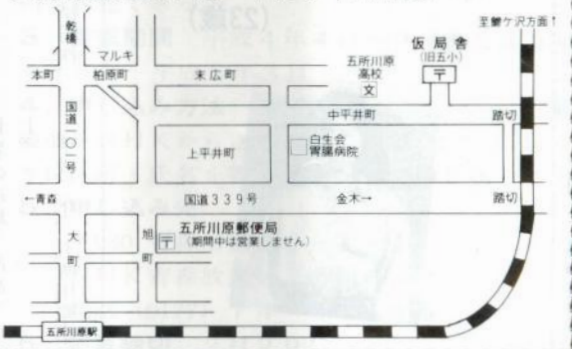 至鰺ケ沢方面↑
乾橋
マルキ
仮局舎
(旧五小)
〒
五所川原
高校
文
本町
柏原町
末広町
中平井町
踏切
国道一〇一号
上平井町
白生会
胃腸病院
←青森
国道339号
金木→
踏切
大町
旭町
〒
五所川原郵便局
(期間中は営業しません)
五所川原駅